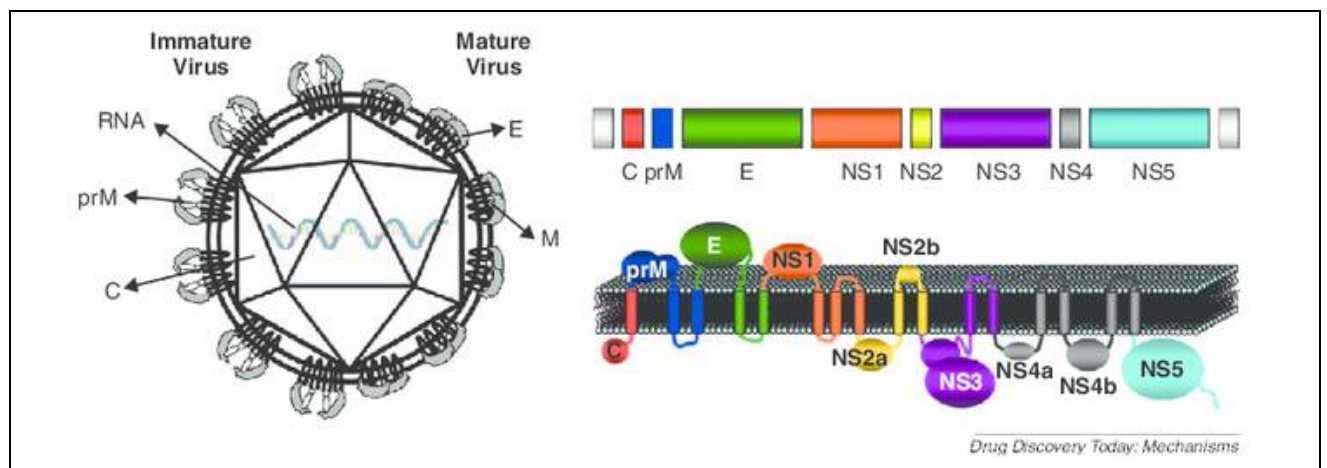 Immature
Virus
Mature
Virus
RNA
E
prM
M
C
C prM E NS1 NS2 NS3 NS4 NS5
E
NS2b
prM
NS1
C
NS2a
NS3
NS4a
NS4b
NS5
Drug Discovery Today: Mechanisms